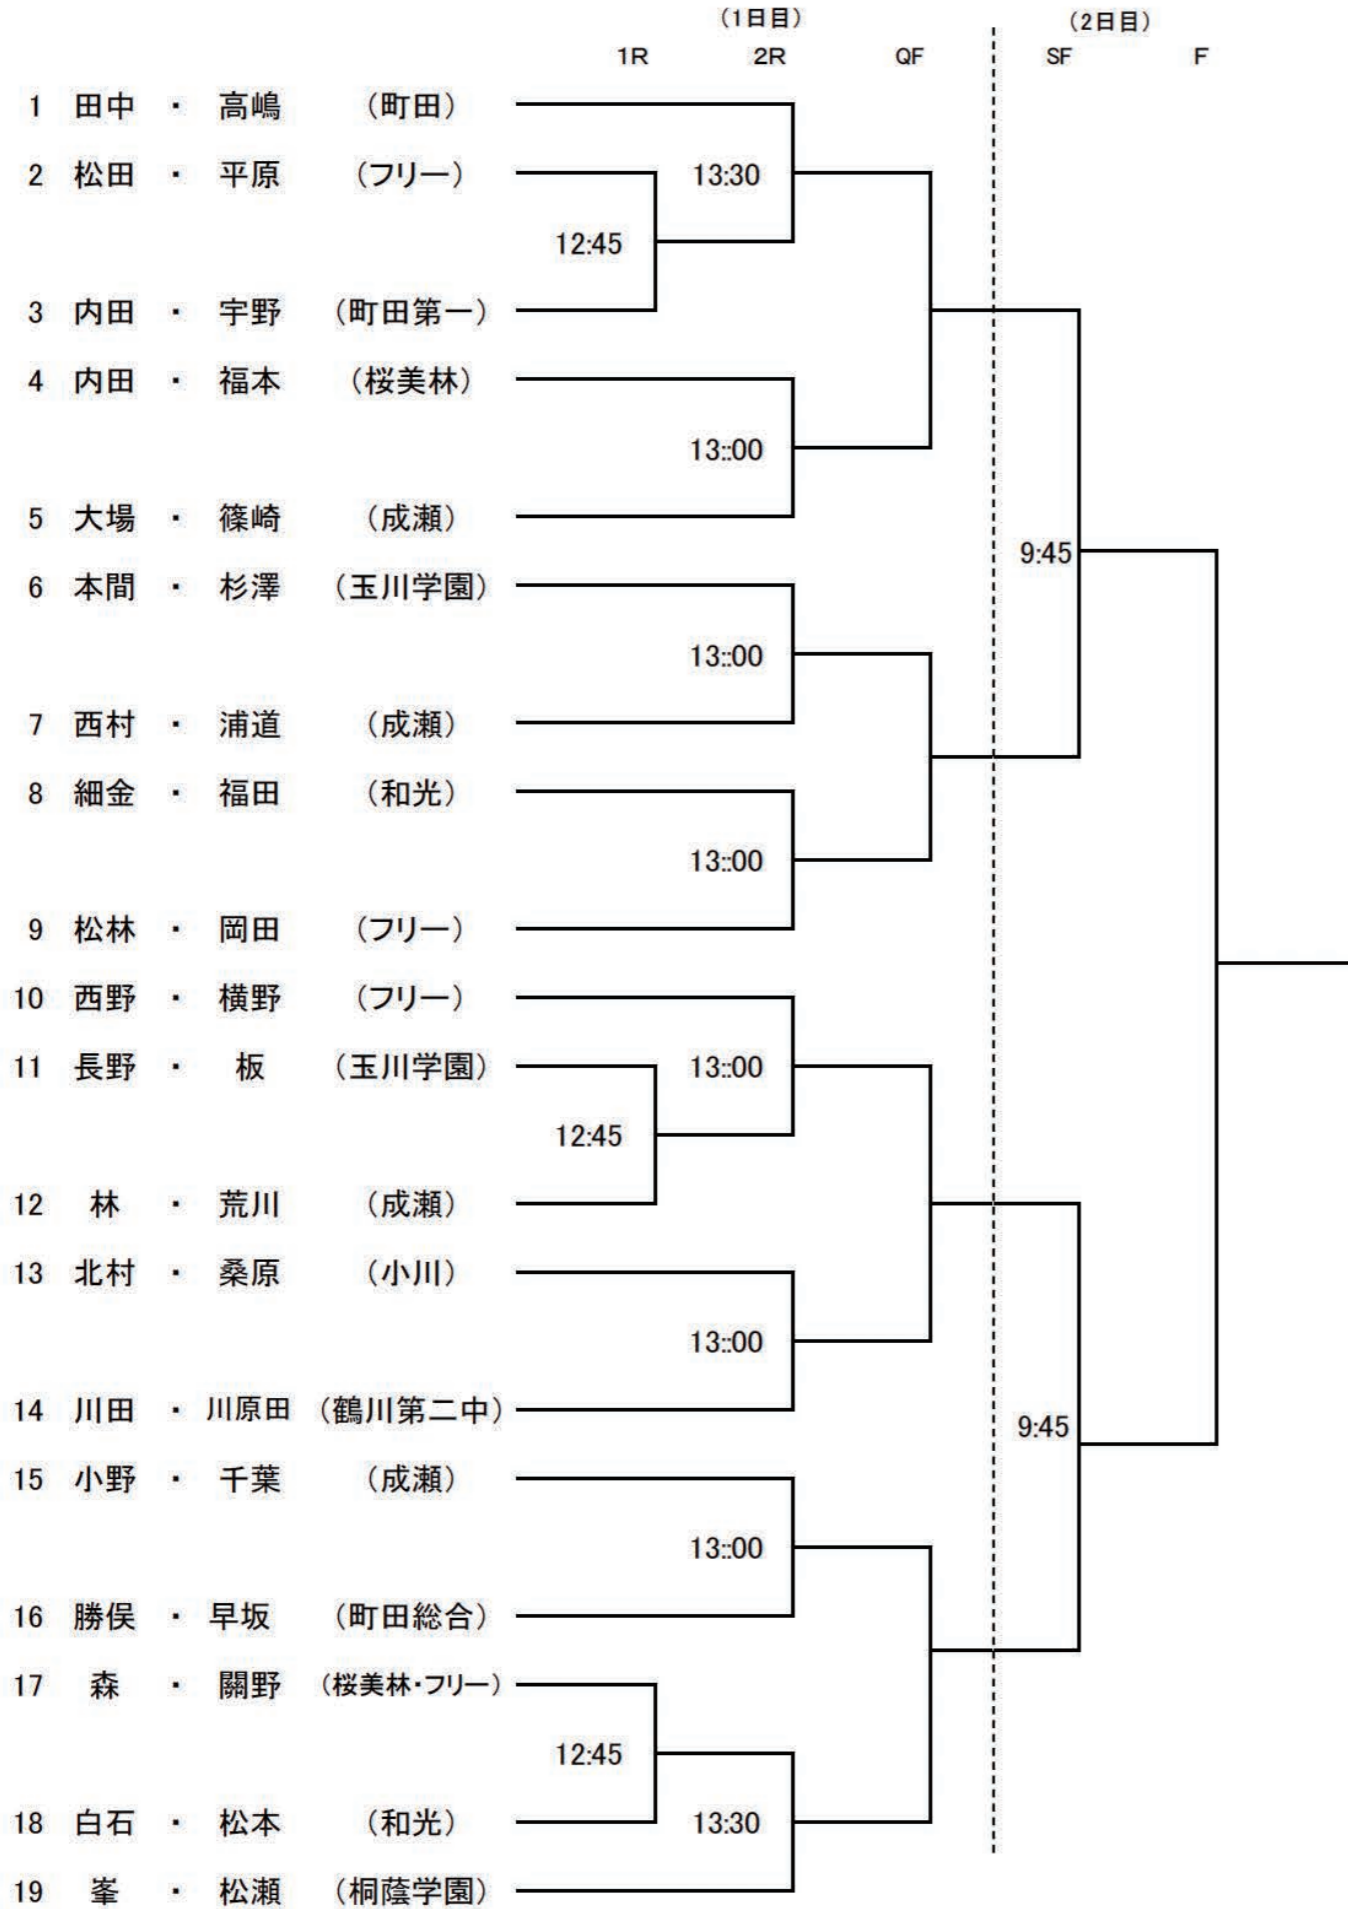 （1日目） （2日目）
1R 2R QF SF F
1 田中 ・ 高嶋 （町田）
2 松田 ・ 平原 （フリー） 13:30
12:45
3 内田 ・ 宇野 （町田第一）
4 内田 ・ 福本 （桜美林）
13::00
5 大場 ・ 篠崎 （成瀬）
9:45
6 本間 ・ 杉澤 （玉川学園）
13::00
7 西村 ・ 浦道 （成瀬）
8 細金 ・ 福田 （和光）
13::00
9 松林 ・ 岡田 （フリー）
10 西野 ・ 横野 （フリー）
11 長野 ・ 板 （玉川学園） 13::00
12:45
12 林 ・ 荒川 （成瀬）
13 北村 ・ 桑原 （小川）
13::00
14 川田 ・ 川原田 （鶴川第二中）
9:45
15 小野 ・ 千葉 （成瀬）
13::00
16 勝俣 ・ 早坂 （町田総合）
17 森 ・ 關野 （桜美林・フリー）
12:45
18 白石 ・ 松本 （和光） 13:30
19 峯 ・ 松瀬 （桐蔭学園）